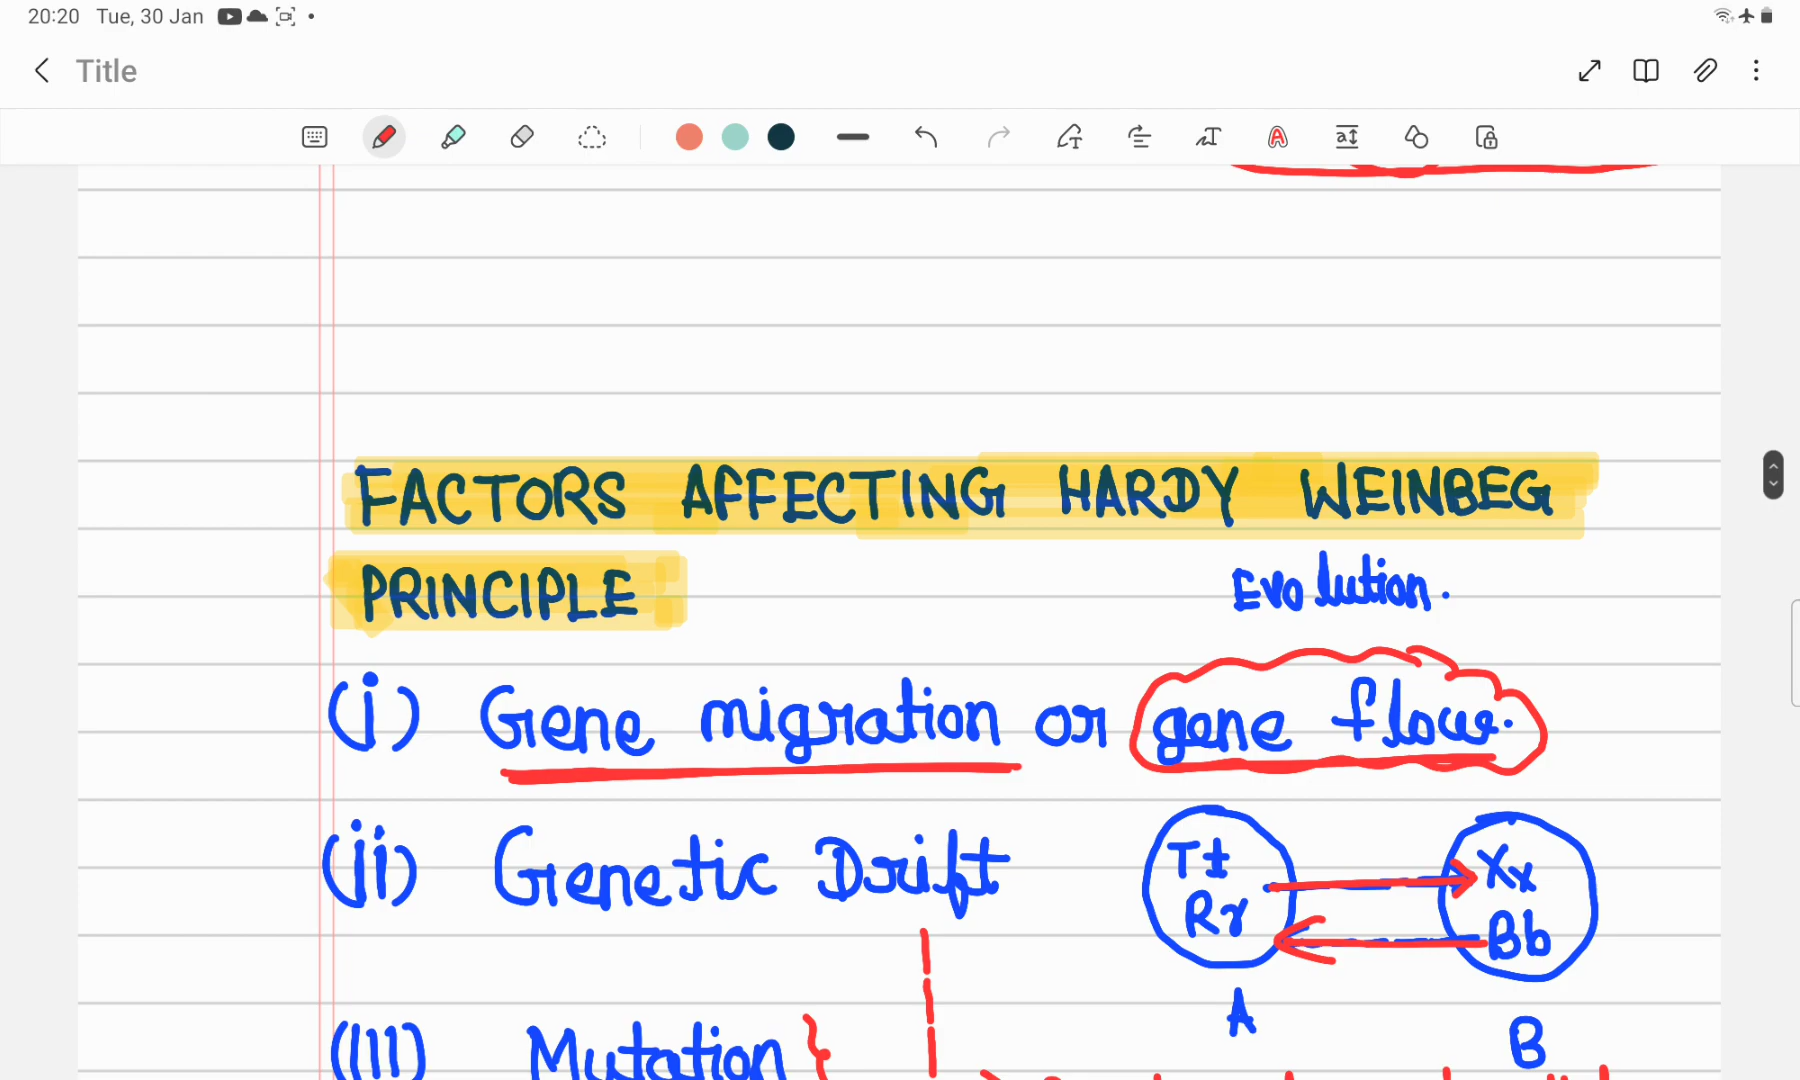 20:20 Tue, 30 Jan
Title
FACTORS AFFECTING HARDY WEINBEG
PRINCIPLE
Evolution.
(i) Gene migration or gene flow.
(ii) Genetic Drift
Tt
Rr
Xx
Bb
A
B
(III) Mutation